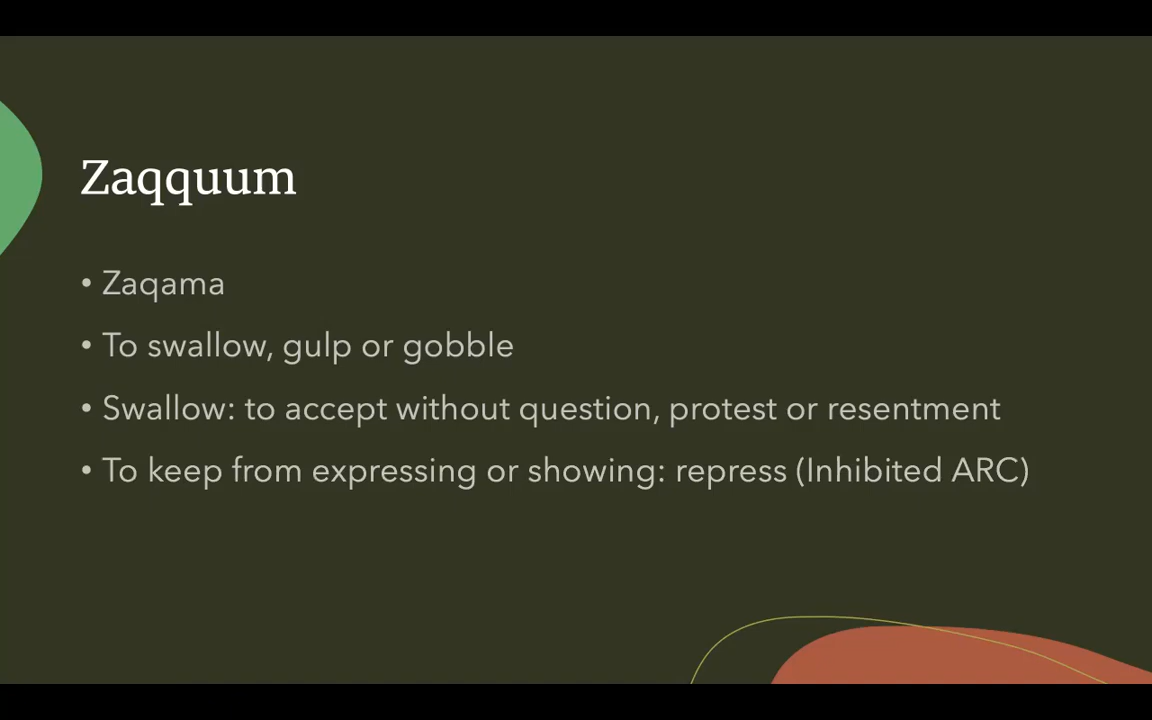 Zaqquum
• Zaqama
• To swallow, gulp or gobble
• Swallow: to accept without question, protest or resentment
• To keep from expressing or showing: repress (Inhibited ARC)